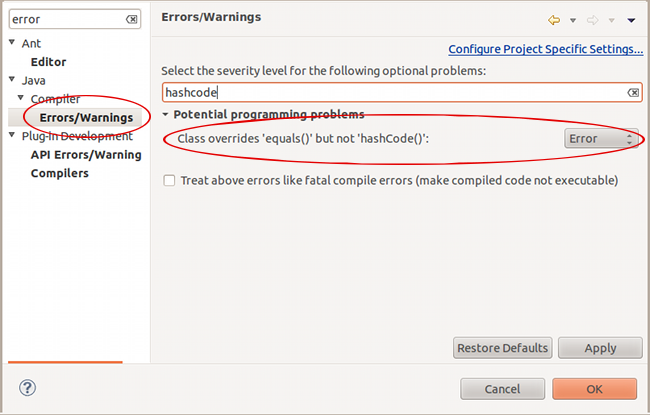 error
Ant
Editor
Java
Compiler
Errors/Warnings
Plug-in Development
API Errors/Warning
Compilers
Errors/Warnings
Configure Project Specific Settings...
Select the severity level for the following optional problems:
hashcode
Potential programming problems
Class overrides 'equals()' but not 'hashCode()':
Error
Treat above errors like fatal compile errors (make compiled code not executable)
Restore Defaults
Apply
?
Cancel
OK